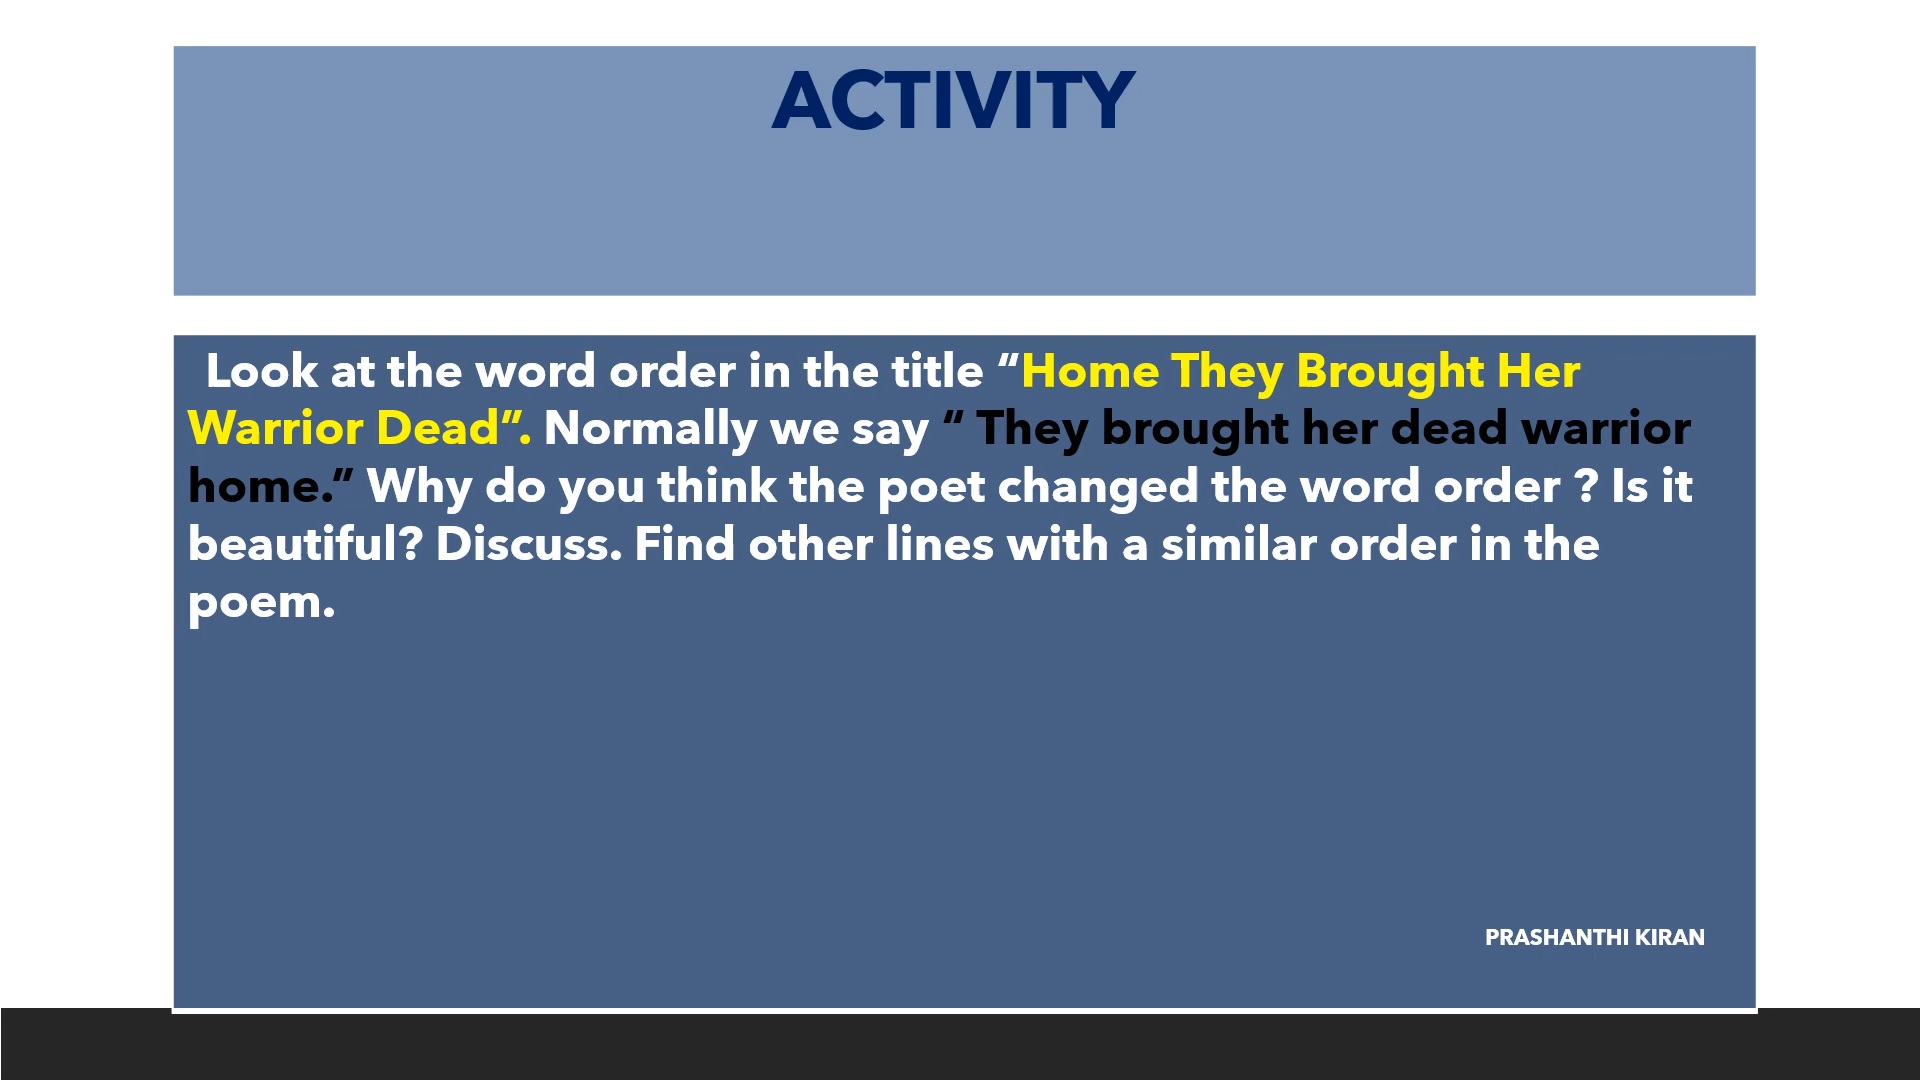 ACTIVITY
Look at the word order in the title “Home They Brought Her
Warrior Dead”. Normally we say “ They brought her dead warrior
home.” Why do you think the poet changed the word order ? Is it
beautiful? Discuss. Find other lines with a similar order in the
poem.
PRASHANTHI KIRAN